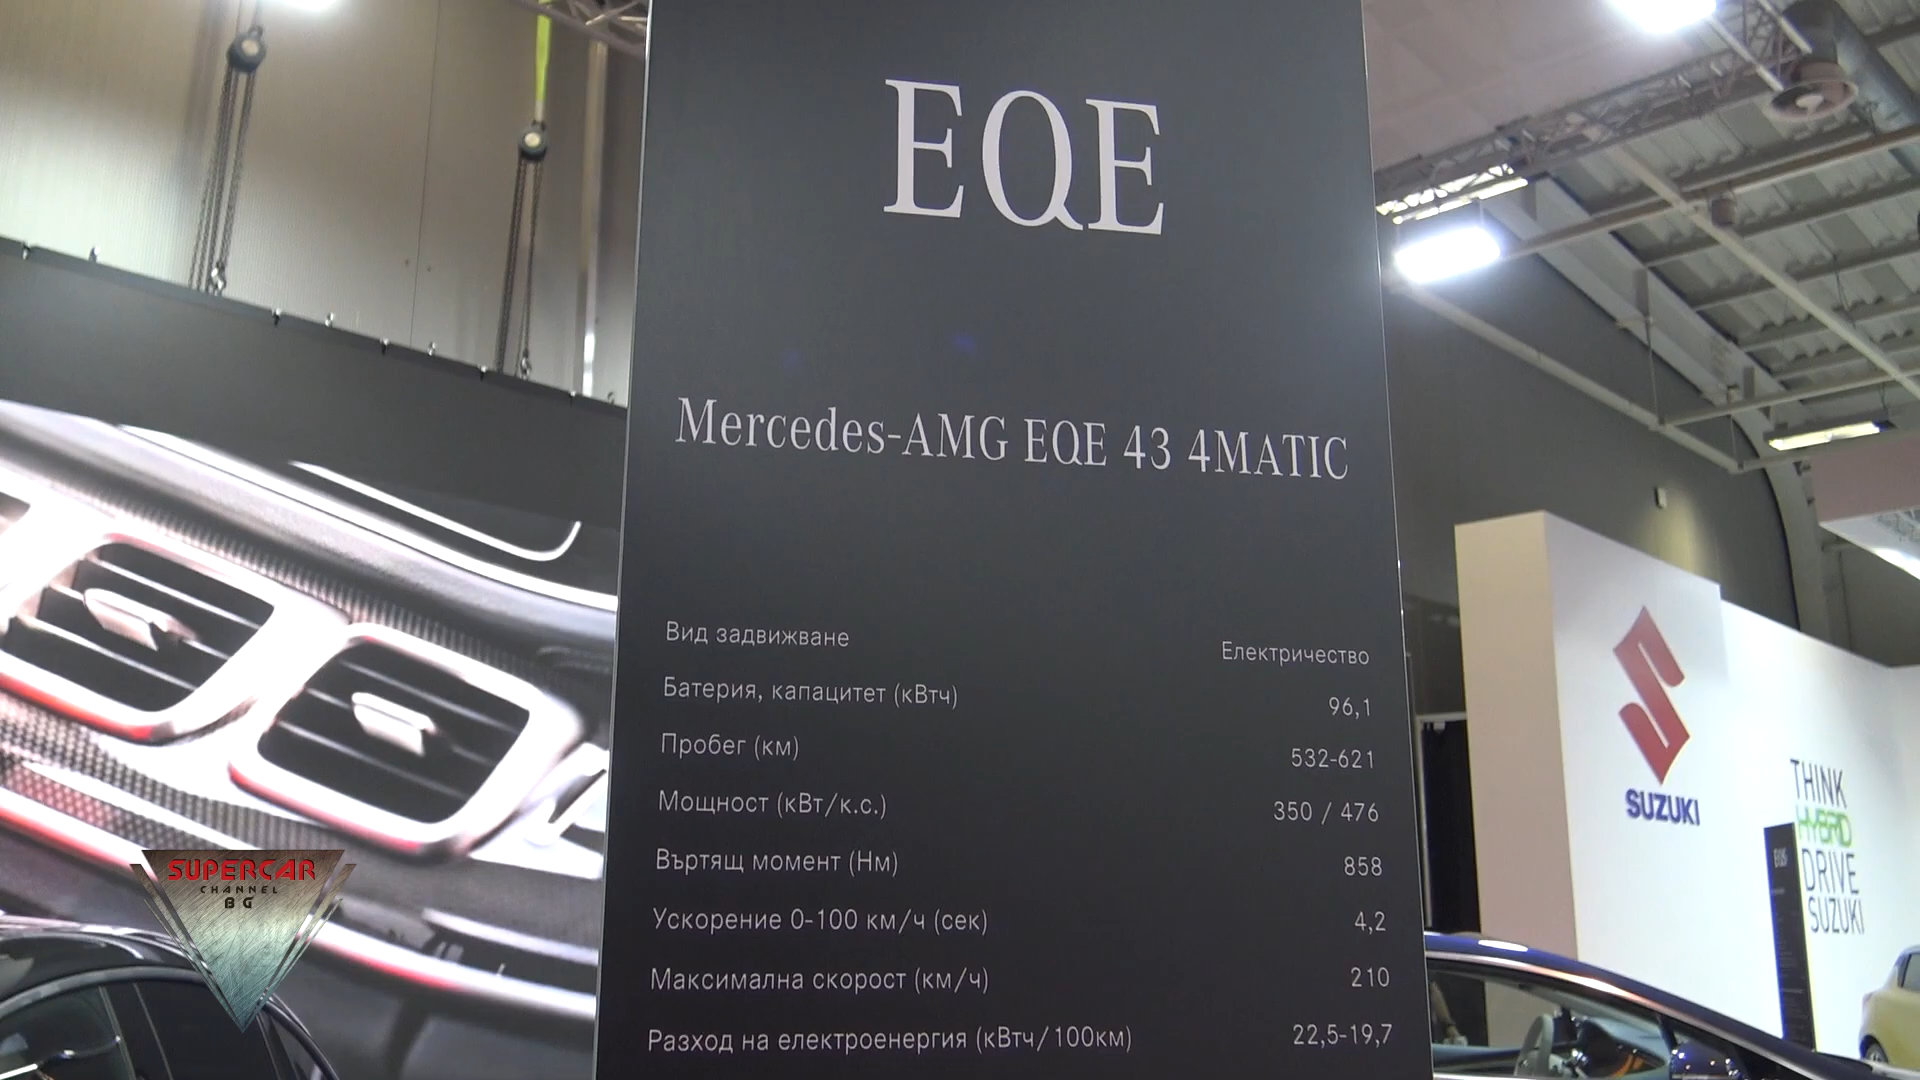 EQE
Mercedes-AMG EQE 43 4MATIC
Вид задвижване Електричество
Батерия, капацитет (кВтч) 96,1
Пробег (км) 532-621
Мощност (кВт/к.с.) 350 / 476
Въртящ момент (Нм) 858
Ускорение 0-100 км/ч (сек) 4,2
Максимална скорост (км/ч) 210
Разход на електроенергия (кВтч/100км) 22,5-19,7
SUZUKI
THINK
HYBRID
DRIVE
SUZUKI
SUPERCAR
CHANNEL
BG